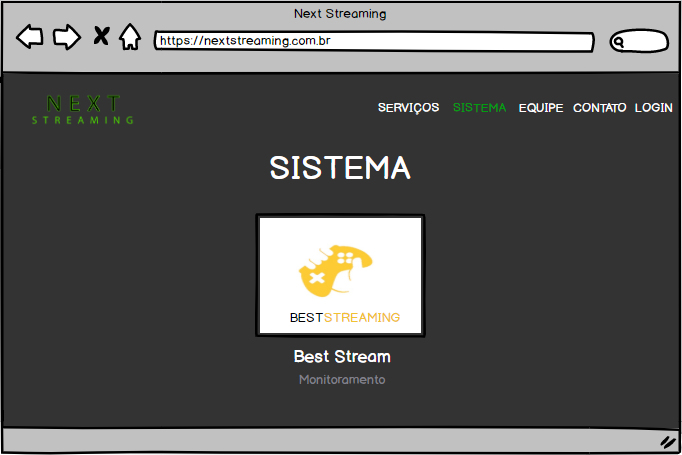 Next Streaming
https://nextstreaming.com.br
NEXT
STREAMING
SERVIÇOS SISTEMA EQUIPE CONTATO LOGIN
SISTEMA
BESTSTREAMING
Best Stream
Monitoramento